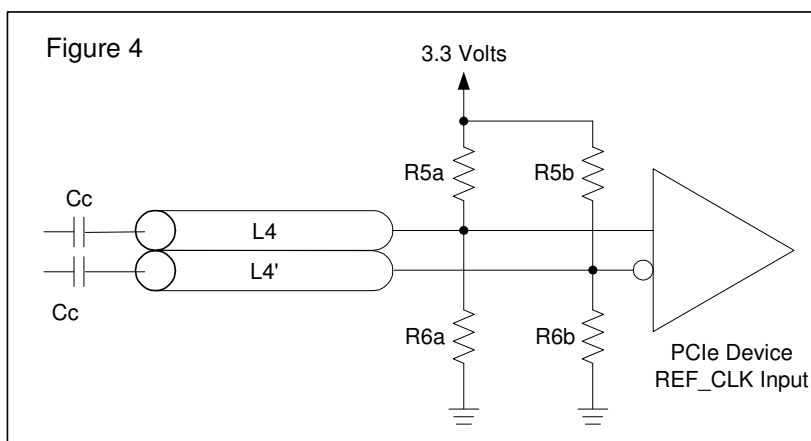 Figure 4
3.3 Volts
R5a
R5b
Cc
L4
L4'
Cc
R6a
R6b
PCIe Device
REF_CLK Input